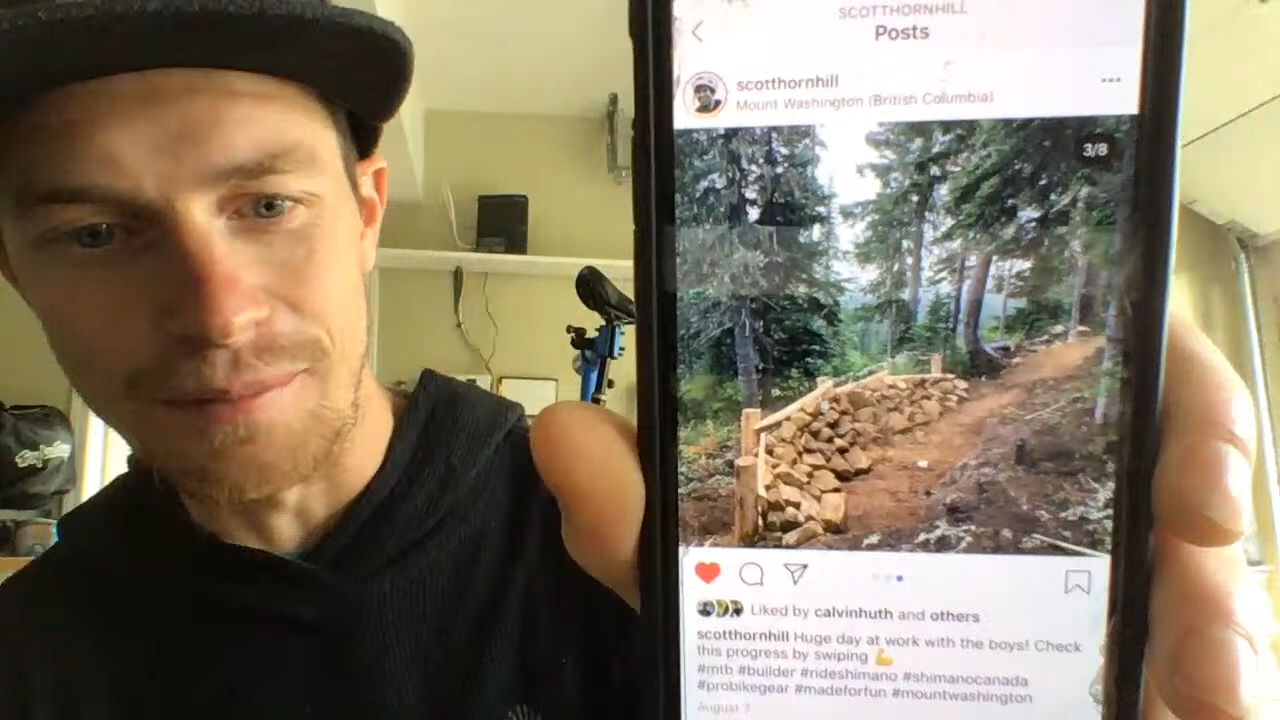 SCOTTHORNHILL
Posts
scotthornhill
Mount Washington (British Columbia)
3/8
Liked by calvinhuth and others
scotthornhill Huge day at work with the boys! Check
this progress by swiping 💪
#mtb #builder #rideshimano #shimanocanada
#probikegear #madeforfun #mountwashington
August 7